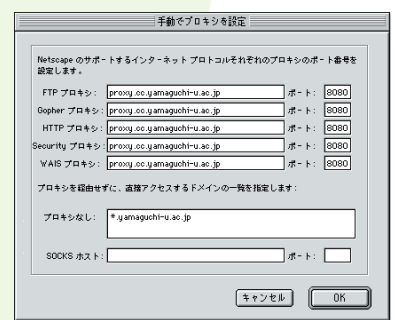 手動でプロキシを設定
Netscape のサポートするインターネット プロトコルそれぞれのプロキシのポート番号を
設定します。
FTP プロキシ: proxy.cc.yamaguchi-u.ac.jp ポート: 8080
Gopher プロキシ: proxy.cc.yamaguchi-u.ac.jp ポート: 8080
HTTP プロキシ: proxy.cc.yamaguchi-u.ac.jp ポート: 8080
Security プロキシ: proxy.cc.yamaguchi-u.ac.jp ポート: 8080
WAIS プロキシ: proxy.cc.yamaguchi-u.ac.jp ポート: 8080
プロキシを経由せずに、直接アクセスするドメインの一覧を指定します:
プロキシなし: *.yamaguchi-u.ac.jp
SOCKS ホスト: ポート:
キャンセル OK